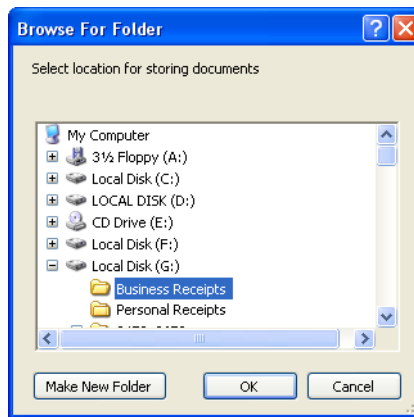 Browse For Folder
Select location for storing documents
My Computer
3½ Floppy (A:)
Local Disk (C:)
LOCAL DISK (D:)
CD Drive (E:)
Local Disk (F:)
Local Disk (G:)
Business Receipts
Personal Receipts
Make New Folder OK Cancel